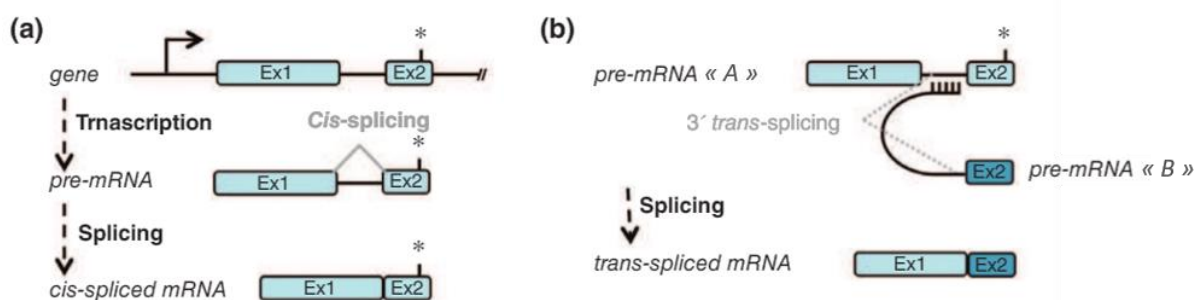 (a)
*
gene
Ex1
Ex2
Trnascription
Cis-splicing
*
pre-mRNA
Ex1
Ex2
Splicing
*
cis-spliced mRNA
Ex1
Ex2
(b)
*
pre-mRNA « A »
Ex1
Ex2
3′ trans-splicing
Ex2
pre-mRNA « B »
Splicing
trans-spliced mRNA
Ex1
Ex2